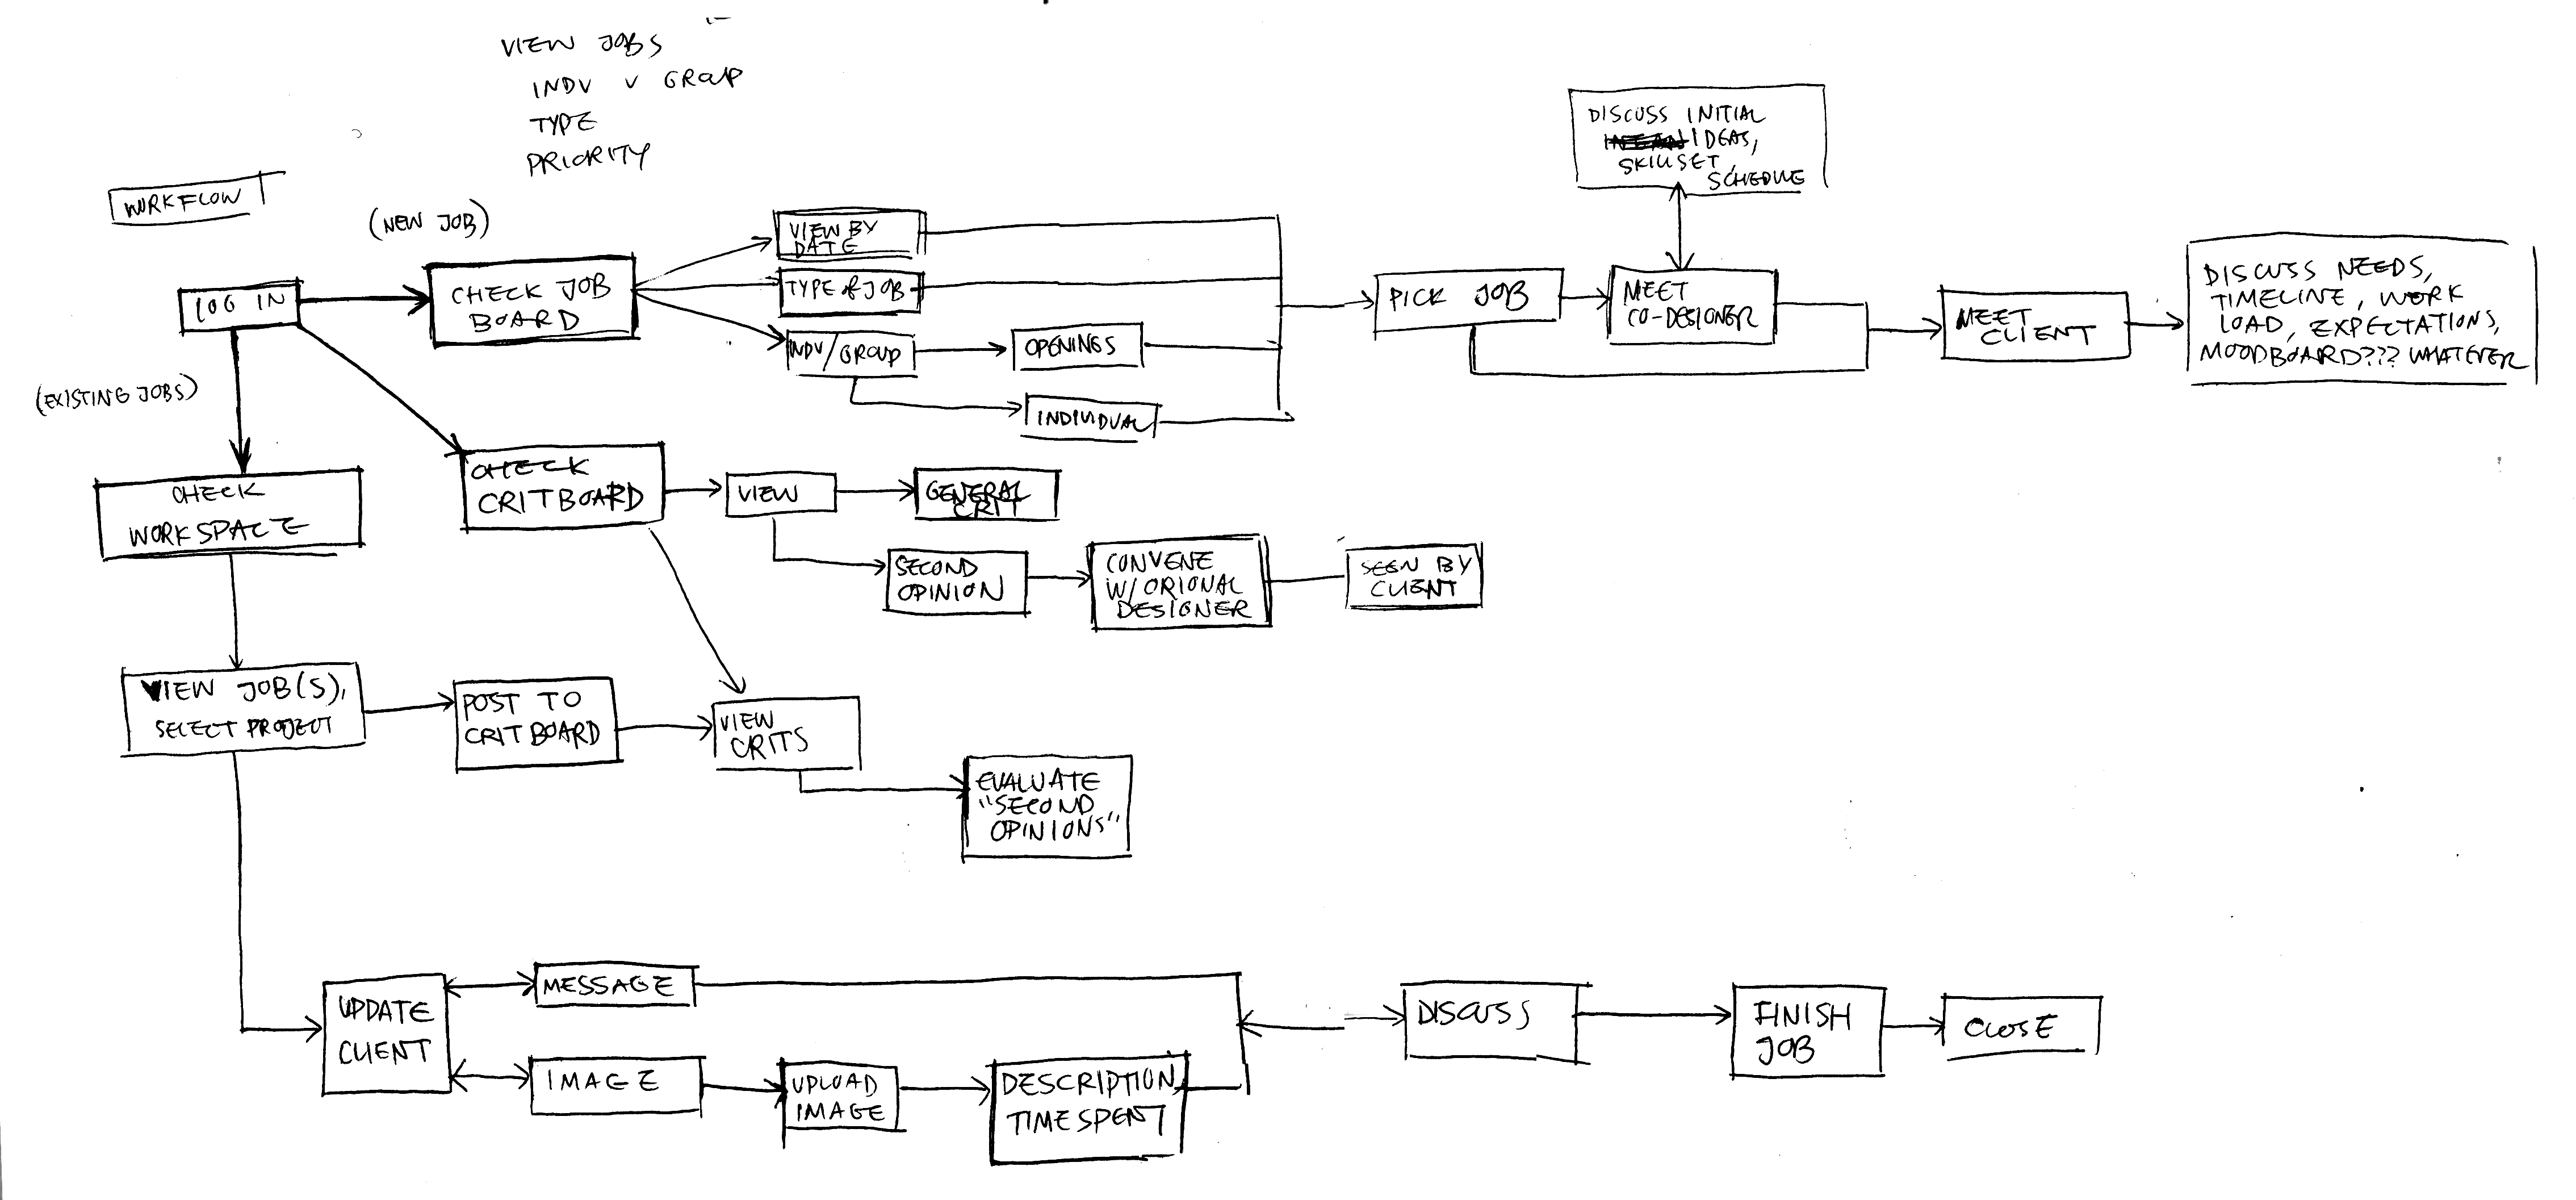 VIEW JOBS
INDV V GROUP
TYPE
PRIORITY
WORKFLOW
(NEW JOB)
LOG IN
(EXISTING JOBS)
CHECK JOB
BOARD
VIEW BY
DATE
TYPE of JOB
INDV/GROUP
OPENINGS
INDIVIDUAL
PICK JOB
DISCUSS INITIAL
IDEAS,
SKILLSET,
SCHEDULE
MEET
CO-DESIGNER
MEET
CLIENT
DISCUSS NEEDS,
TIMELINE, WORK
LOAD, EXPECTATIONS,
MOODBOARD??? WHATEVER
CHECK
WORKSPACE
CHECK
CRITBOARD
VIEW
GENERAL
CRIT
SECOND
OPINION
CONVENE
W/ORIONAL
DESIGNER
SEEN BY
CLIENT
VIEW JOB(S),
SELECT PROJECT
POST TO
CRITBOARD
VIEW
CRITS
EVALUATE
"SECOND
OPINIONS"
UPDATE
CLIENT
MESSAGE
IMAGE
UPLOAD
IMAGE
DESCRIPTION,
TIME SPENT
DISCUSS
FINISH
JOB
CLOSE